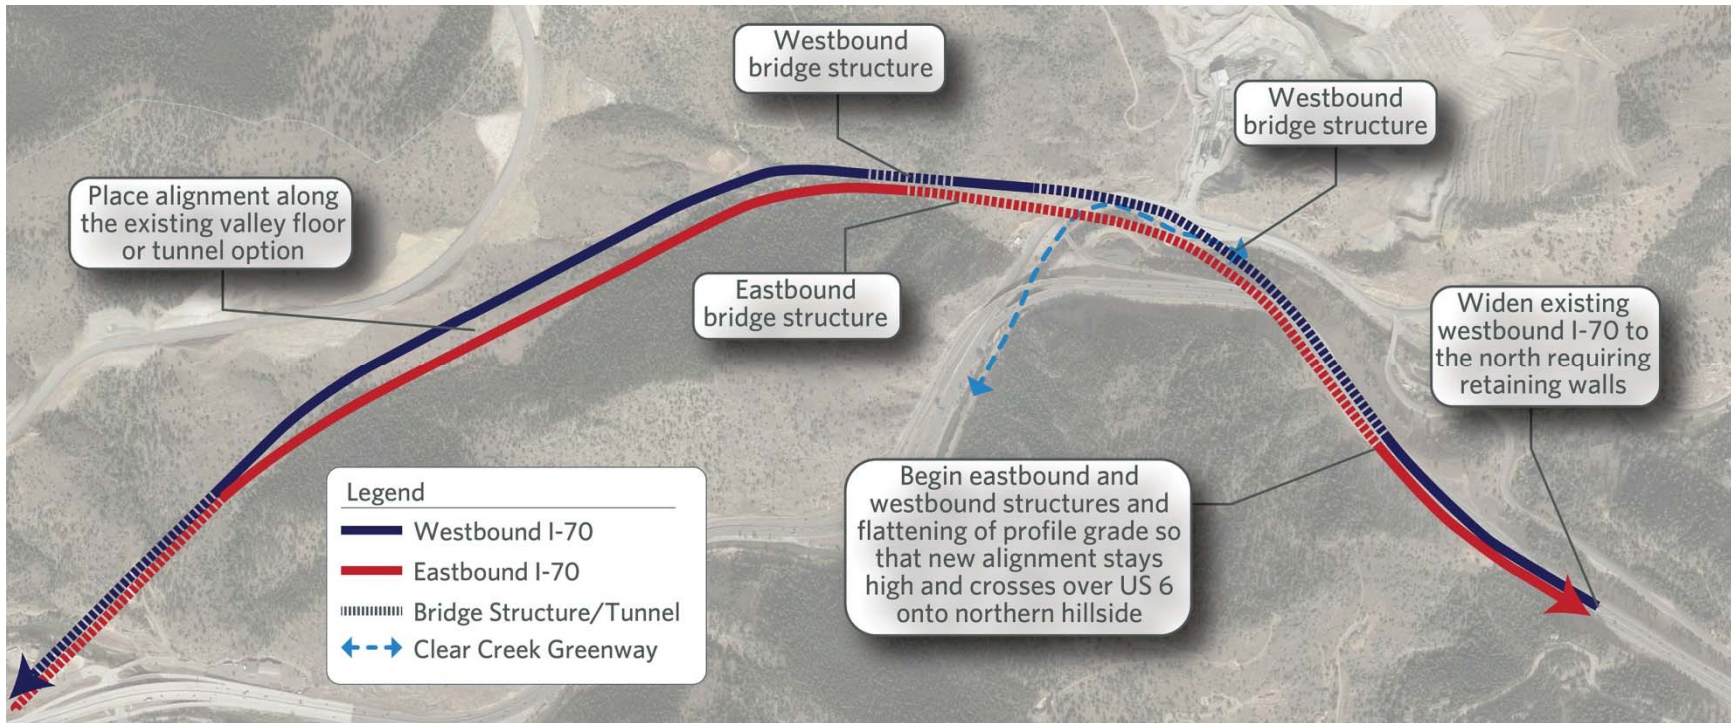 Westbound
bridge structure
Westbound
bridge structure
Place alignment along
the existing valley floor
or tunnel option
Eastbound
bridge structure
Widen existing
westbound I-70 to
the north requiring
retaining walls
Begin eastbound and
westbound structures and
flattening of profile grade so
that new alignment stays
high and crosses over US 6
onto northern hillside
Legend
Westbound I-70
Eastbound I-70
Bridge Structure/Tunnel
Clear Creek Greenway